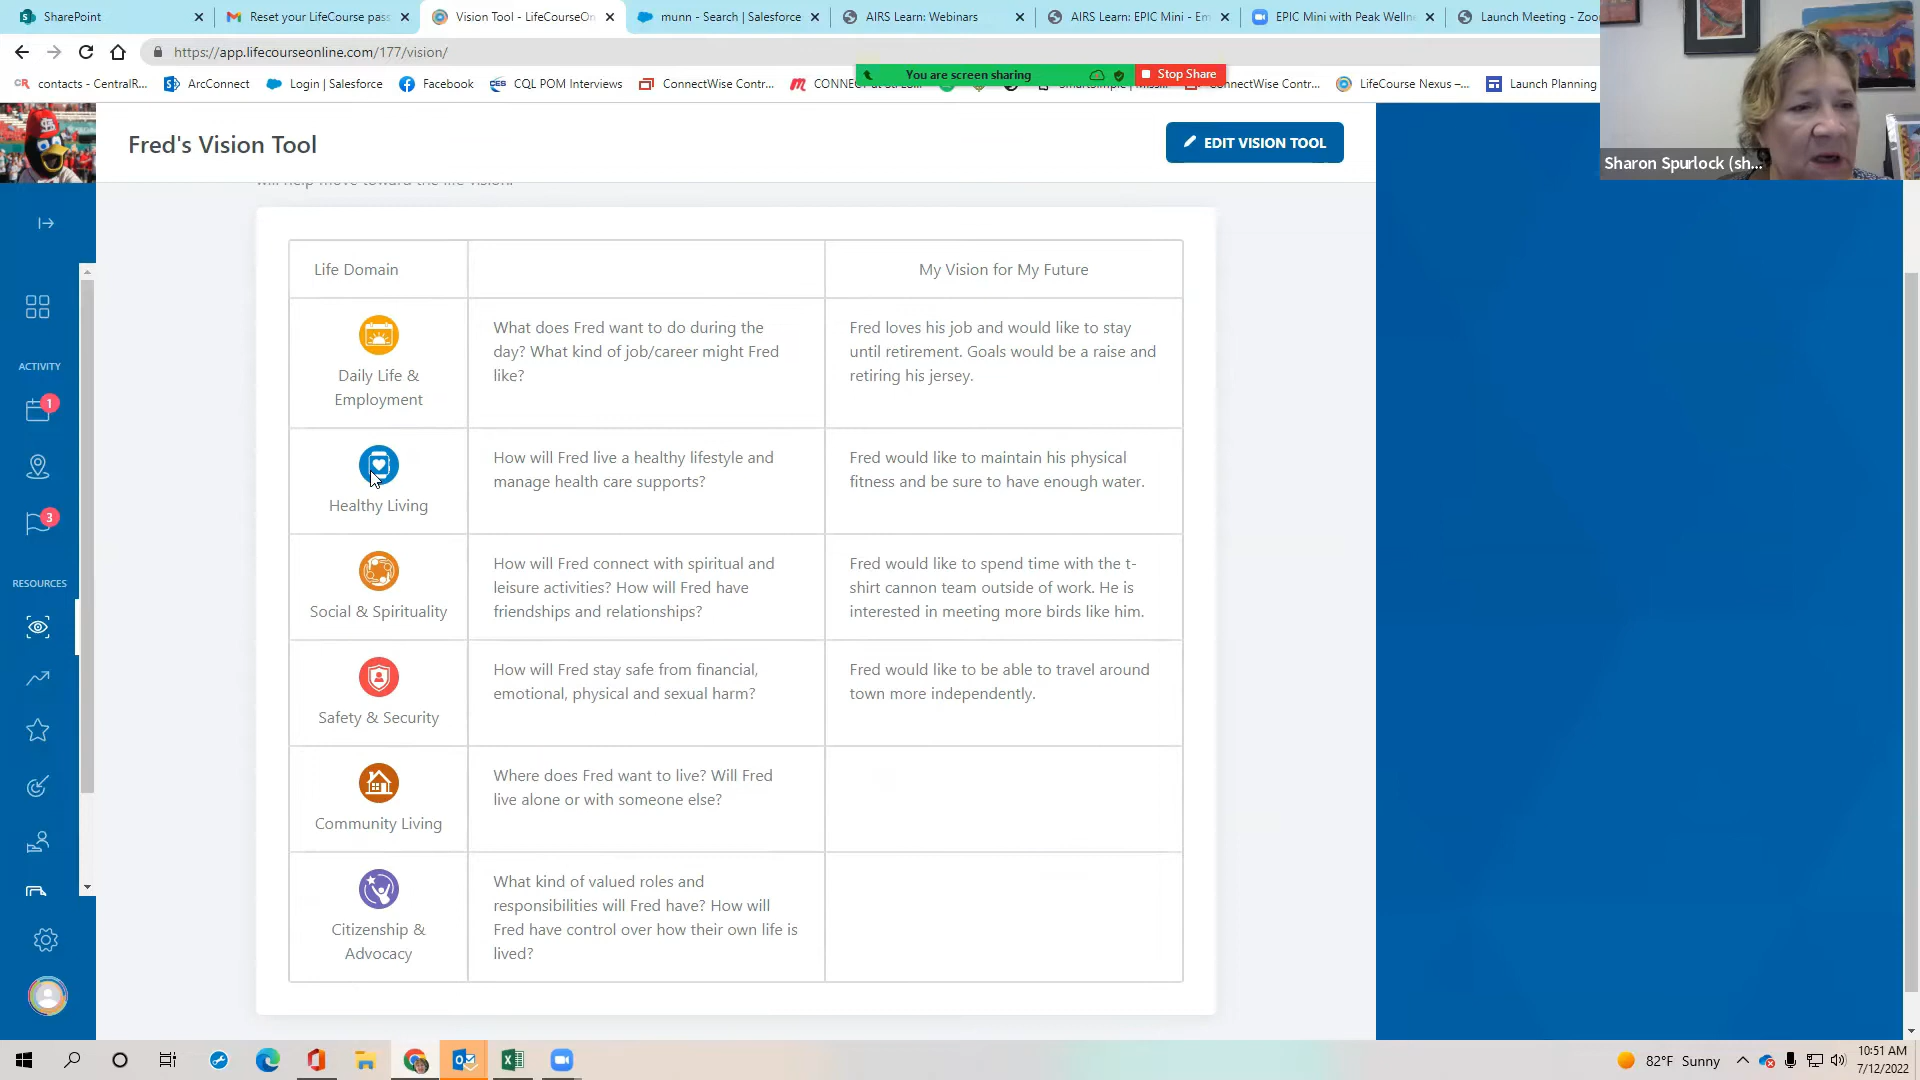 SharePoint
Reset your LifeCourse pass
Vision Tool - LifeCourseOn
munn - Search | Salesforce
AIRS Learn: Webinars
AIRS Learn: EPIC Mini - Em
EPIC Mini with Peak Wellne
Launch Meeting - Zoo
https://app.lifecourseonline.com/177/vision/
contacts - CentralR...
ArcConnect
Login | Salesforce
Facebook
CQL POM Interviews
ConnectWise Contr...
You are screen sharing
Stop Share
ConnectWise Contr...
LifeCourse Nexus –...
Launch Planning
Sharon Spurlock (sh...
Fred's Vision Tool
EDIT VISION TOOL
will help move toward the life vision.
Life Domain
My Vision for My Future
Daily Life &
Employment
What does Fred want to do during the
day? What kind of job/career might Fred
like?
Fred loves his job and would like to stay
until retirement. Goals would be a raise and
retiring his jersey.
Healthy Living
How will Fred live a healthy lifestyle and
manage health care supports?
Fred would like to maintain his physical
fitness and be sure to have enough water.
Social & Spirituality
How will Fred connect with spiritual and
leisure activities? How will Fred have
friendships and relationships?
Fred would like to spend time with the t-
shirt cannon team outside of work. He is
interested in meeting more birds like him.
Safety & Security
How will Fred stay safe from financial,
emotional, physical and sexual harm?
Fred would like to be able to travel around
town more independently.
Community Living
Where does Fred want to live? Will Fred
live alone or with someone else?
Citizenship &
Advocacy
What kind of valued roles and
responsibilities will Fred have? How will
Fred have control over how their own life is
lived?
ACTIVITY
1
3
RESOURCES
82°F Sunny
10:51 AM
7/12/2022